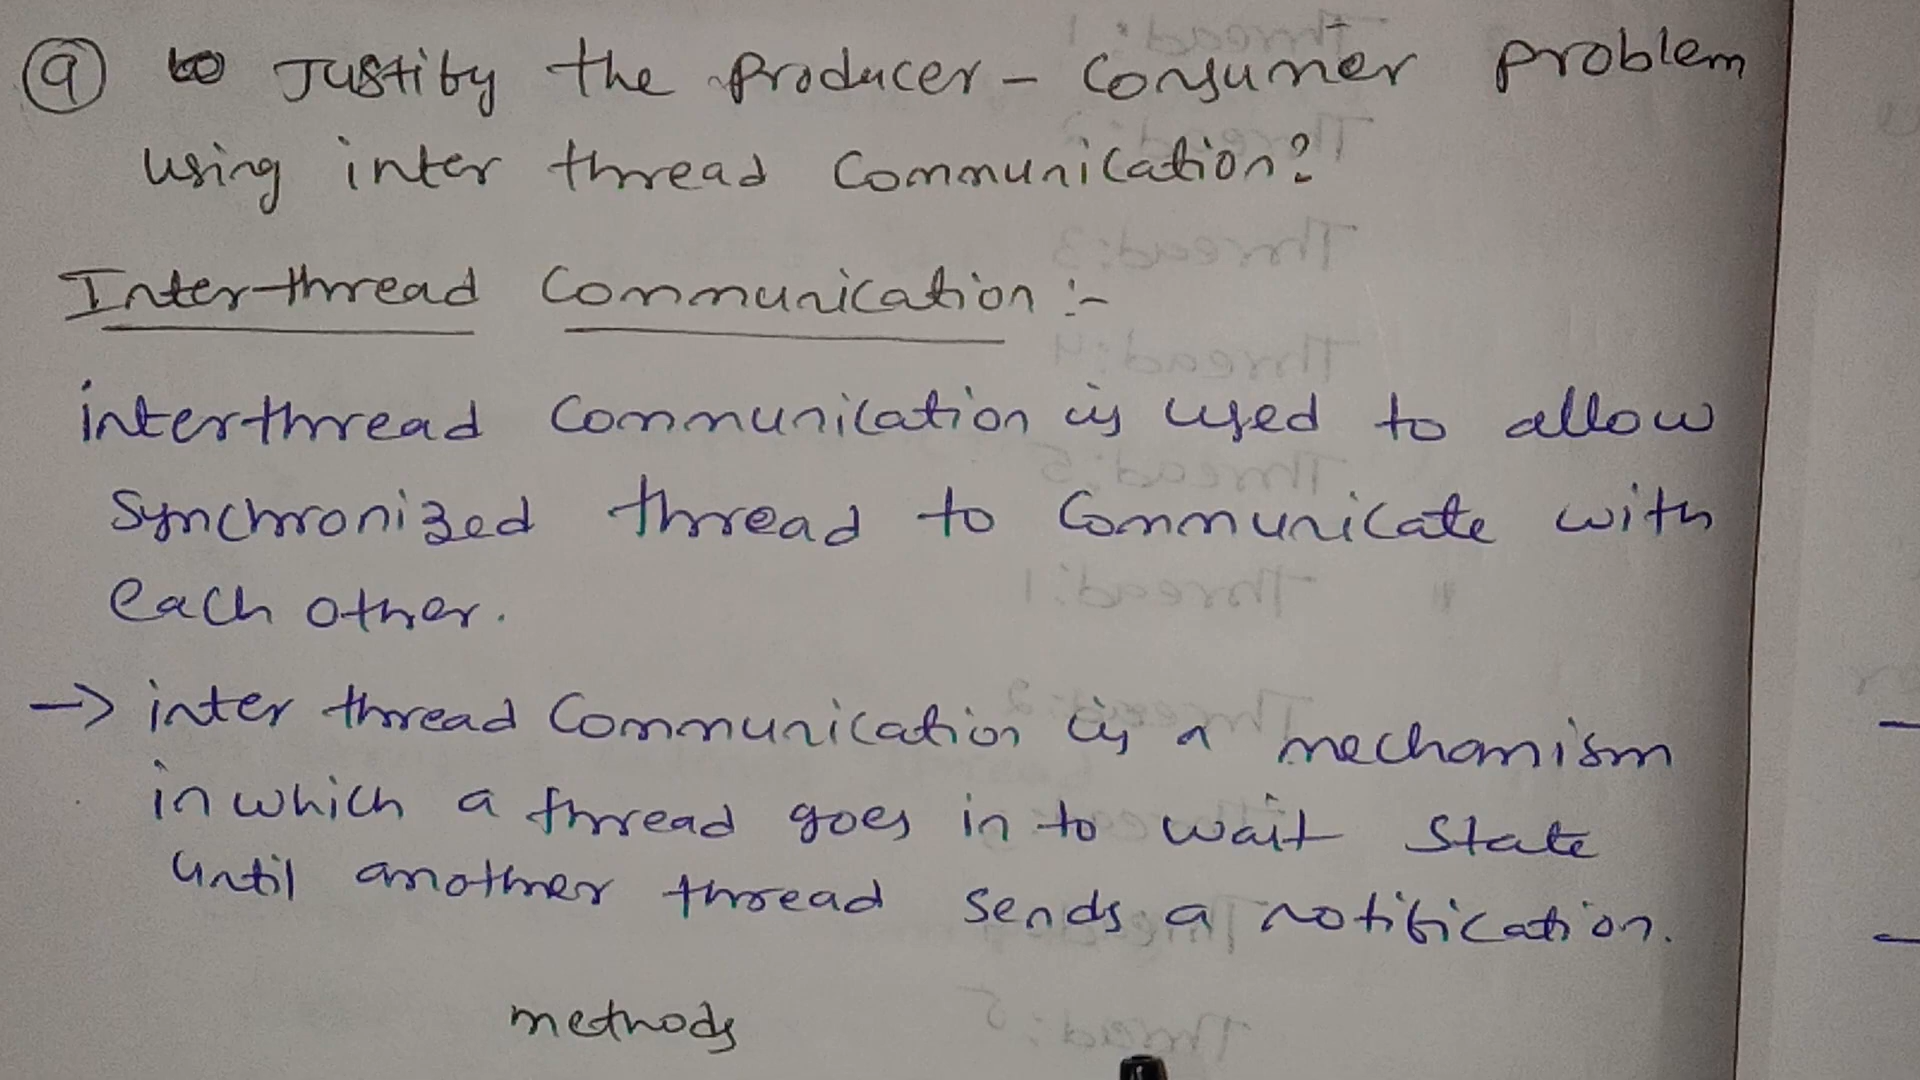 9 to Justify the producer - Consumer problem
using inter thread Communication?
Inter-thread Communication :-
interthread Communication is used to allow
Synchronized thread to Communicate with
each other.
-> inter thread Communication is a mechanism
in which a thread goes in to wait state
until another thread sends a notification.
methods